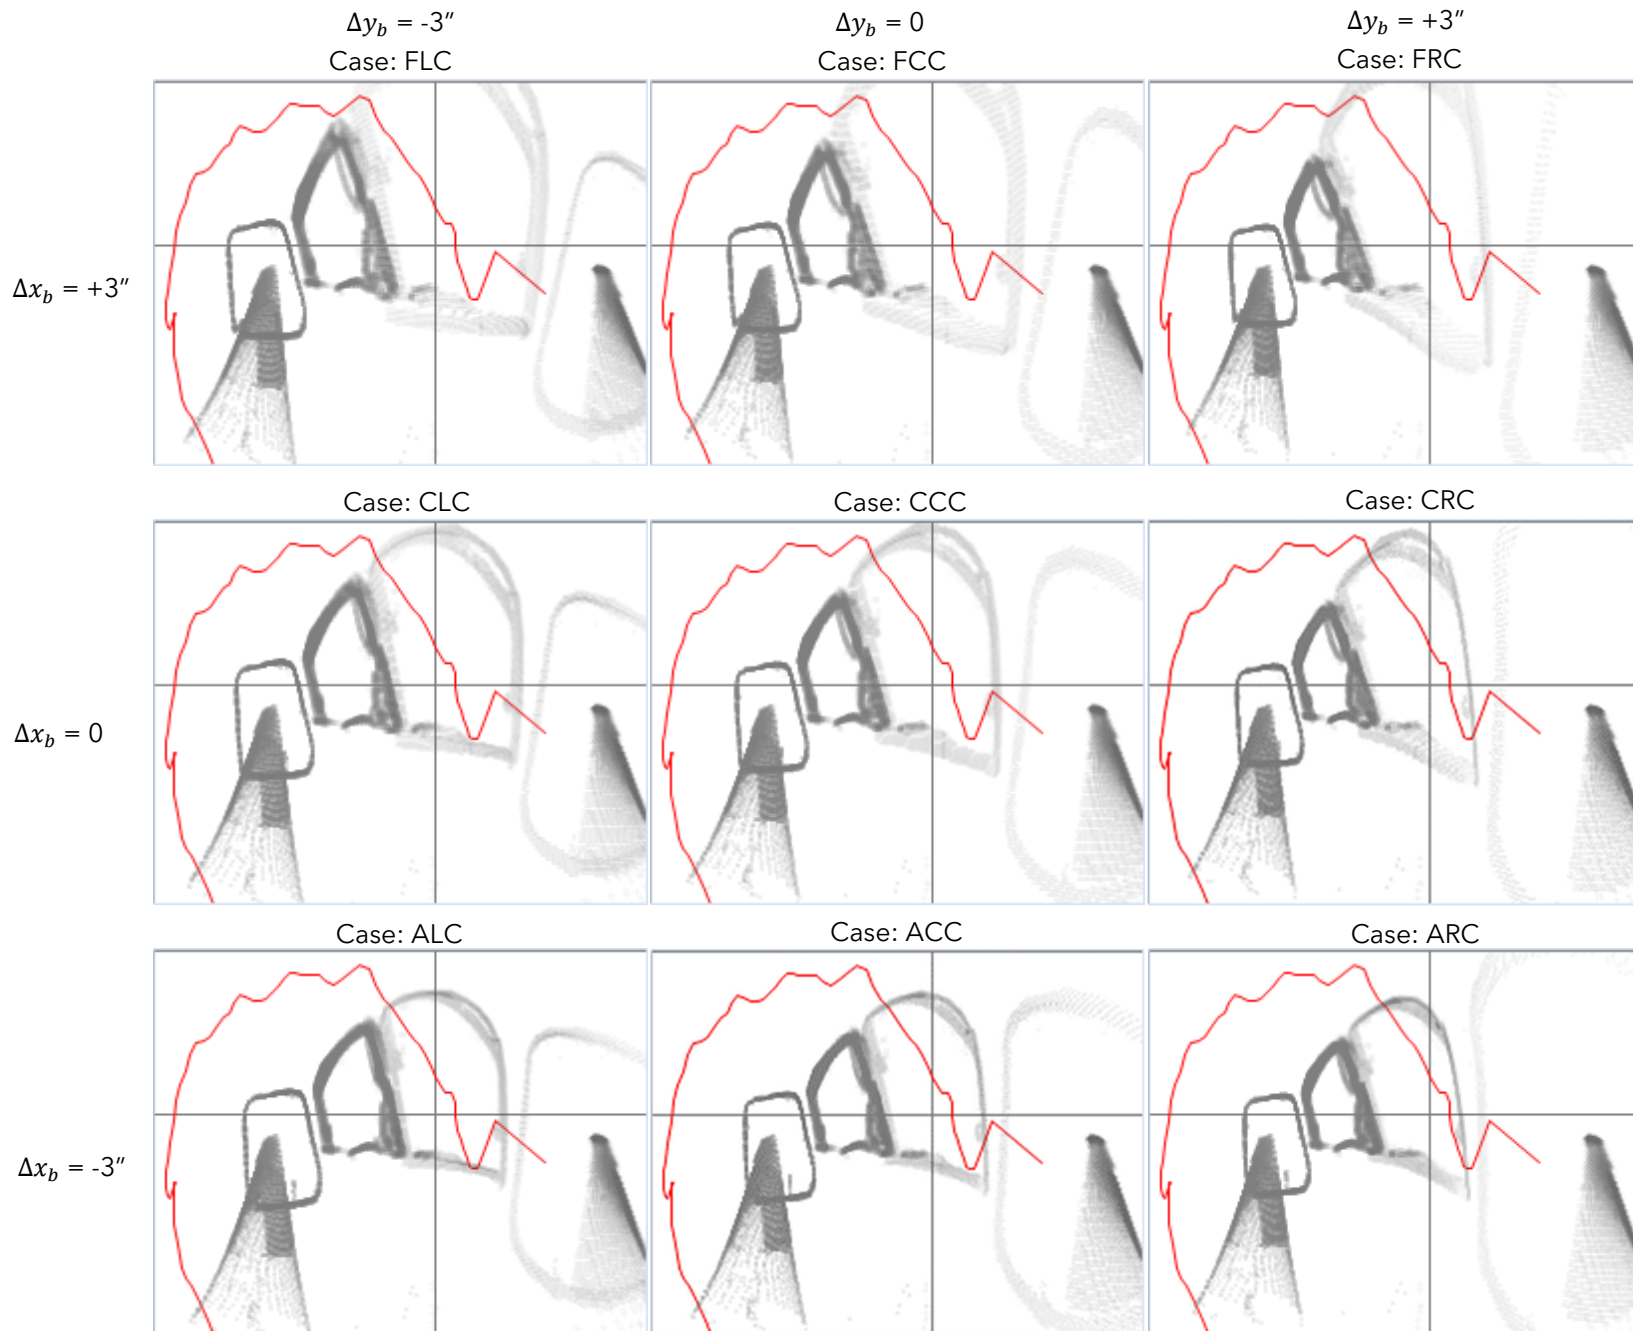 Δy_b = -3″ Δy_b = 0 Δy_b = +3″
Case: FLC Case: FCC Case: FRC
Δx_b = +3″
Case: CLC Case: CCC Case: CRC
Δx_b = 0
Case: ALC Case: ACC Case: ARC
Δx_b = -3″